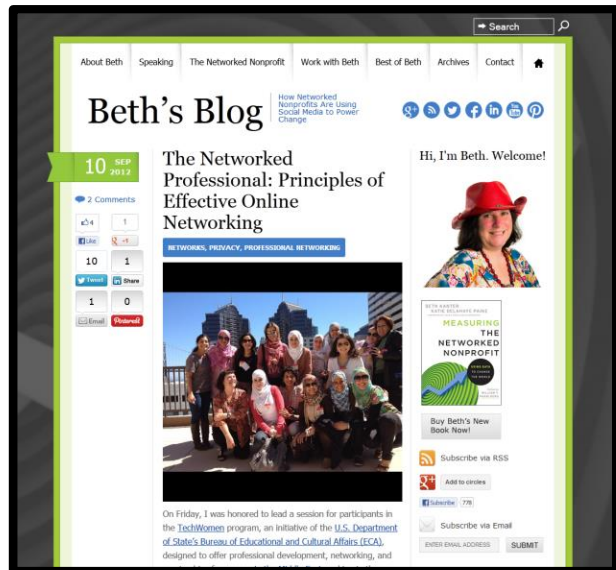 Search
About Beth Speaking The Networked Nonprofit Work with Beth Best of Beth Archives Contact
Beth's Blog
How Networked
Nonprofits Are Using
Social Media to Power
Change
10 SEP
2012
2 Comments
4 1
Like +1
10 1
Tweet Share
1 0
Email Pinterest
The Networked
Professional: Principles of
Effective Online
Networking
NETWORKS, PRIVACY, PROFESSIONAL NETWORKING
On Friday, I was honored to lead a session for participants
in the TechWomen program, an initiative of the U.S. Department
of State's Bureau of Educational and Cultural Affairs (ECA),
designed to offer professional development, networking, and
Hi, I'm Beth. Welcome!
BETH KANTER
KATIE DELAHAYE PAINE
MEASURING
THE
NETWORKED
NONPROFIT
Buy Beth's New
Book Now!
Subscribe via RSS
Add to circles
Subscribe 778
Subscribe via Email
ENTER EMAIL ADDRESS SUBMIT